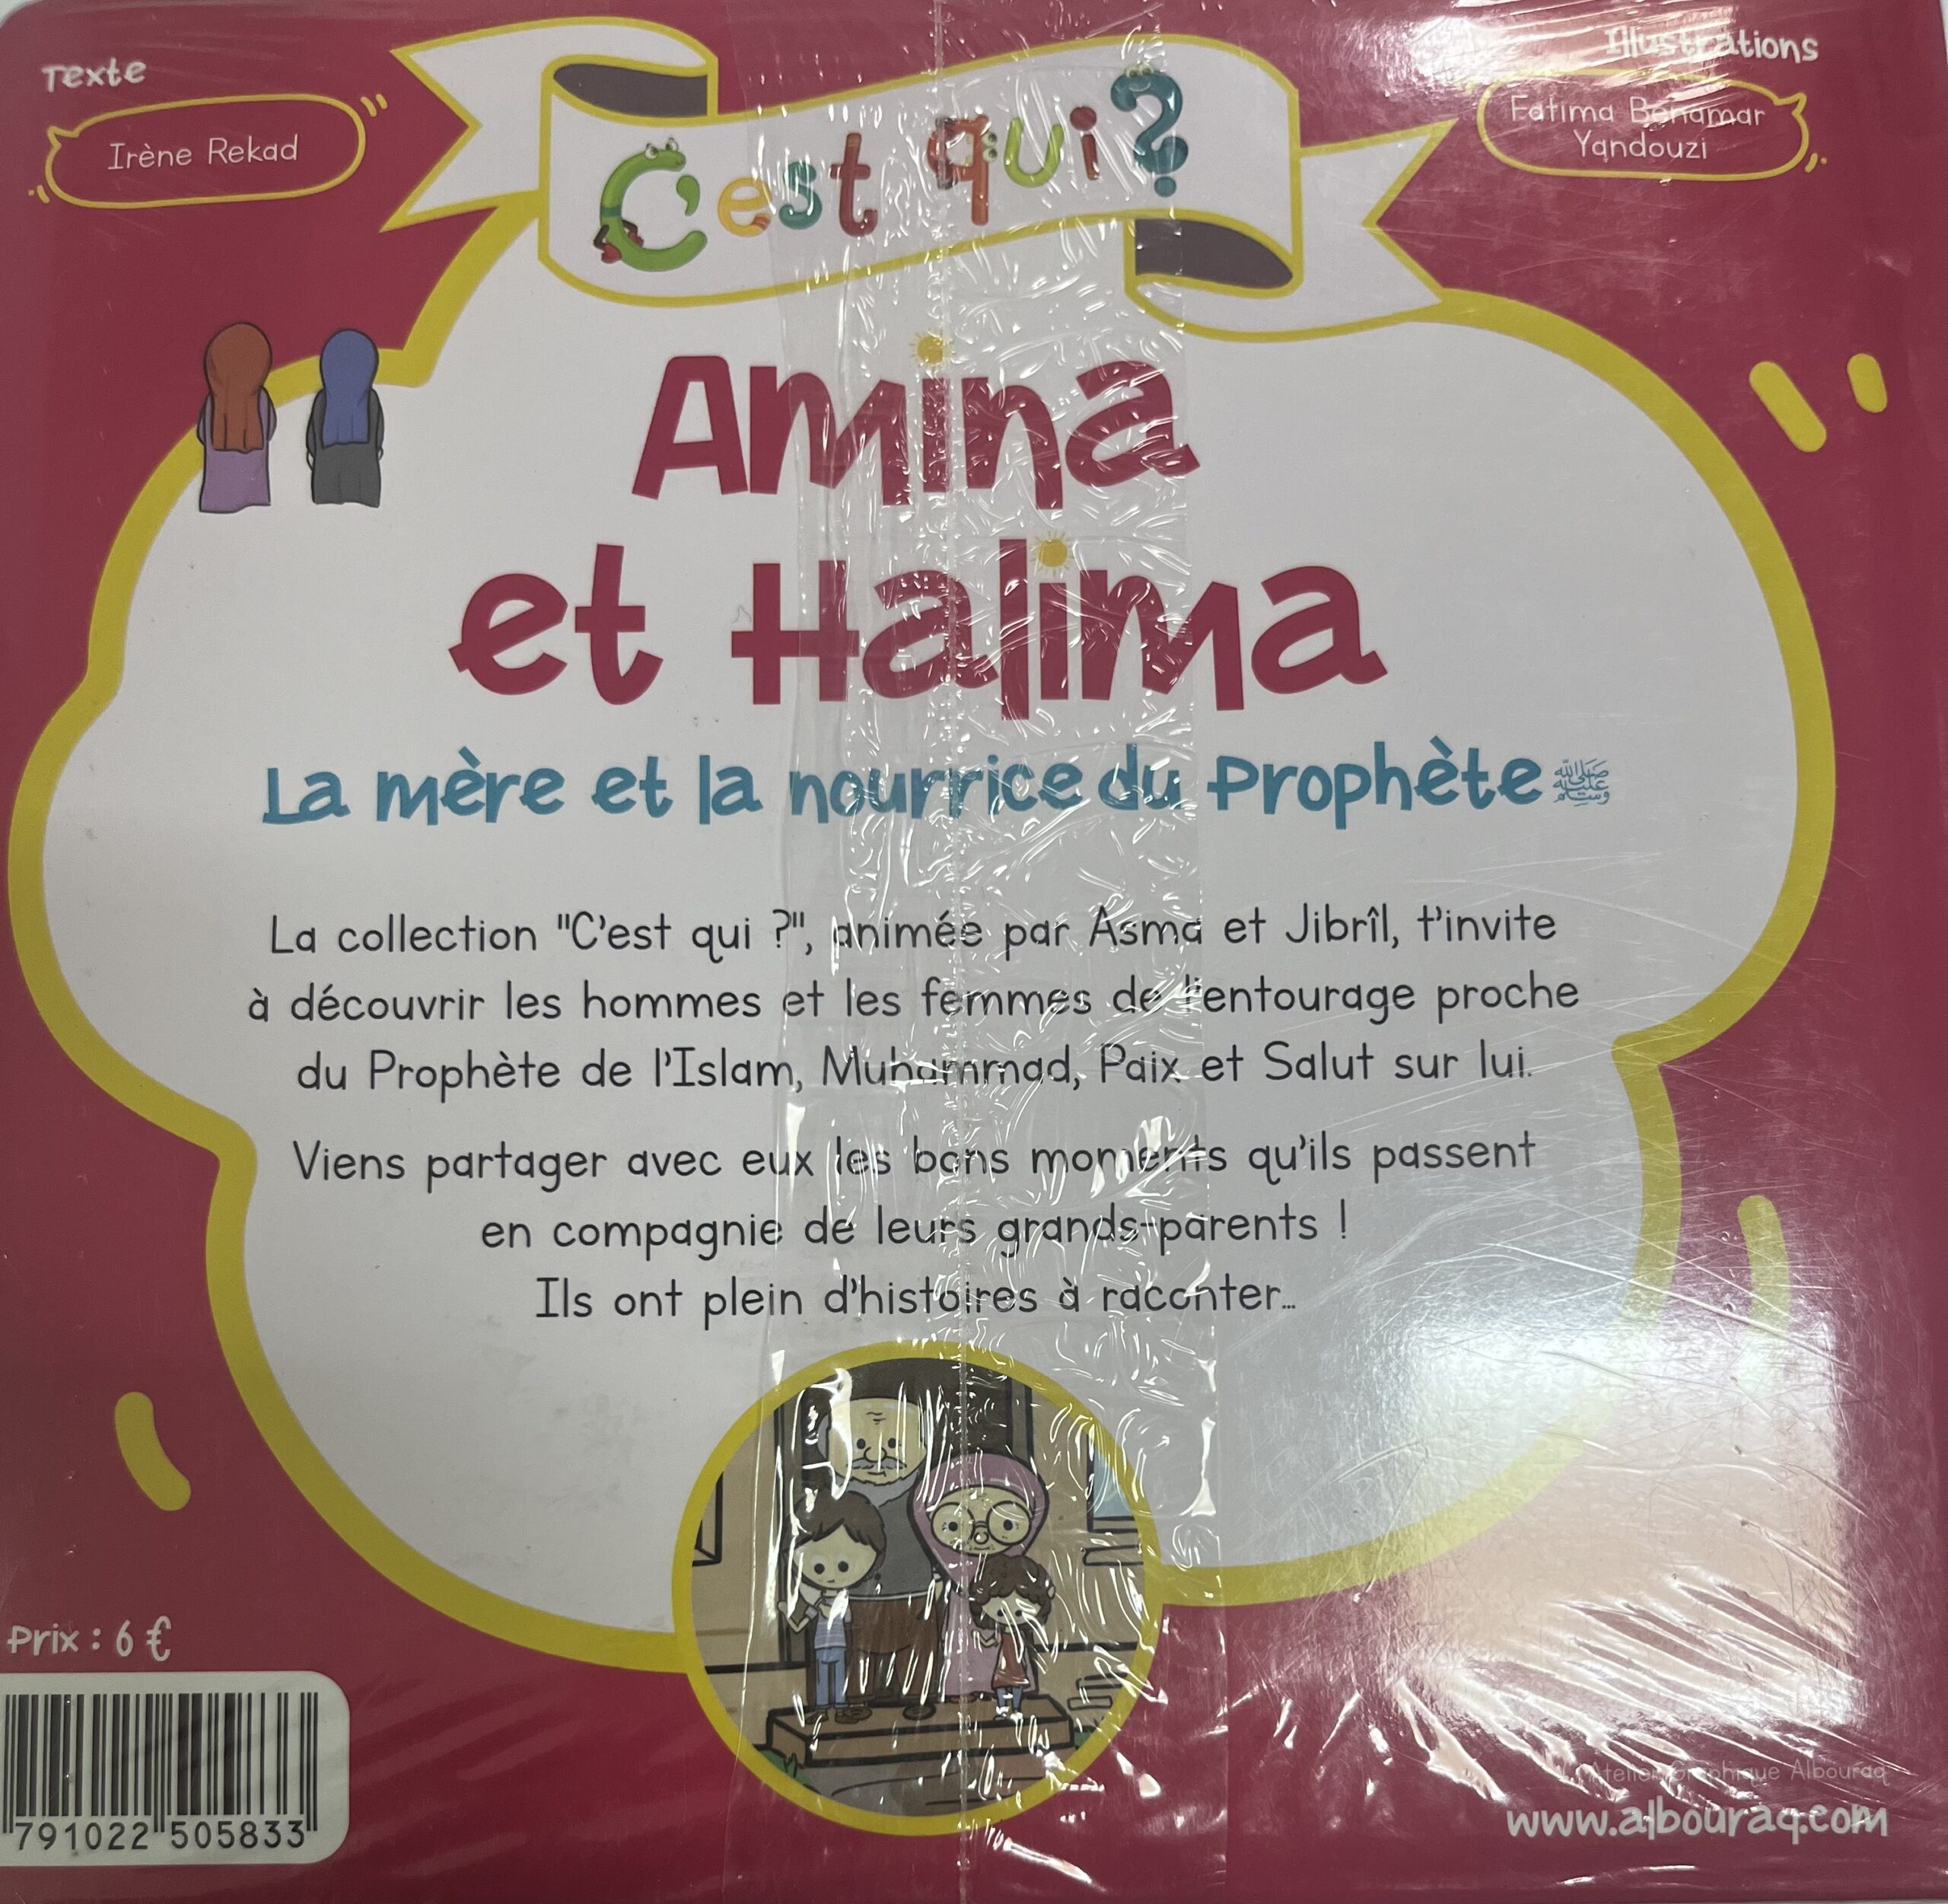 Texte
Irène Rekad
Illustrations
Fatima Benamar
Yandouzi
C'est qui ?
Amina
et Halima
La mère et la nourrice du Prophète ﷺ
La collection "C'est qui ?", animée par Asma et Jibrîl, t'invite
à découvrir les hommes et les femmes de l'entourage proche
du Prophète de l'Islam, Muhammad, Paix et Salut sur lui.
Viens partager avec eux les bons moments qu'ils passent
en compagnie de leurs grands-parents !
Ils ont plein d'histoires à raconter...
Prix : 6 €
791022 505833
Atelier Graphique Albouraq
www.albouraq.com